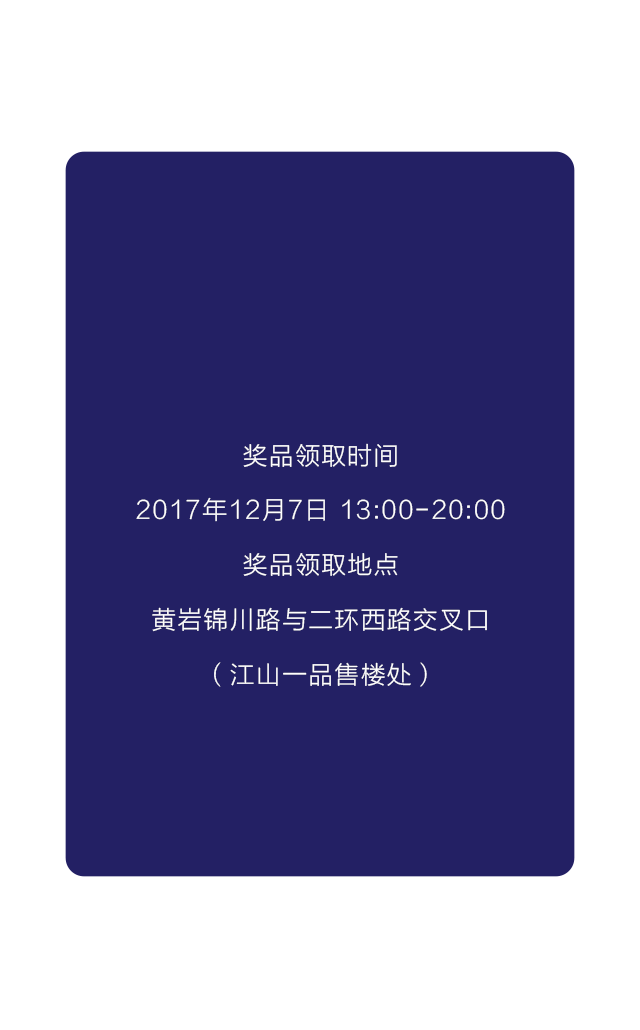 奖品领取时间
2017年12月7日 13:00-20:00
奖品领取地点
黄岩锦川路与二环西路交叉口
（江山一品售楼处）